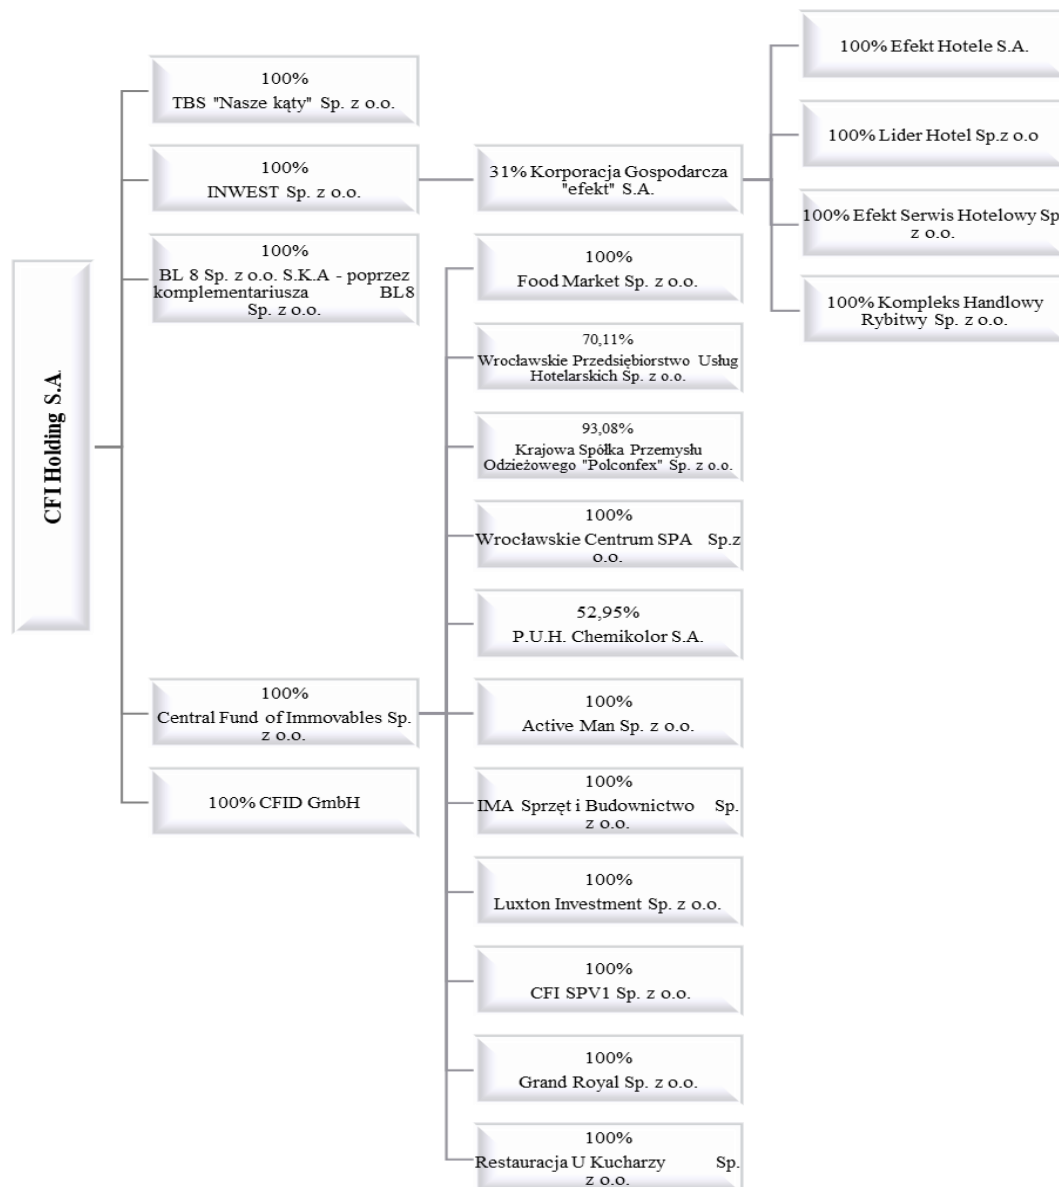 CFI Holding S.A
100%
TBS "Nasze kąty" Sp. z o.o.
100%
INWEST Sp. z o.o.
100%
BL 8 Sp. z o.o. S.K.A - poprzez
komplementariusza BL8
Sp. z o.o.
100%
Central Fund of Immovables Sp.
z o.o.
100% CFID GmbH
31% Korporacja Gospodarcza
"efekt" S.A.
100%
Food Market Sp. z o.o.
70,11%
Wrocławskie Przedsiębiorstwo Usług
Hotelarskich Sp. z o.o.
93,08%
Krajowa Spółka Przemysłu
Odzieżowego "Polconfex" Sp. z o.o.
100%
Wrocławskie Centrum SPA Sp.z
o.o.
52,95%
P.U.H. Chemikolor S.A.
100%
Active Man Sp. z o.o.
100%
IMA Sprzęt i Budownictwo Sp.
z o.o.
100%
Luxton Investment Sp. z o.o.
100%
CFI SPV1 Sp. z o.o.
100%
Grand Royal Sp. z o.o.
100%
Restauracja U Kucharzy Sp.
z o.o.
100% Efekt Hotele S.A.
100% Lider Hotel Sp.z o.o
100% Efekt Serwis Hotelowy Sp.
z o.o.
100% Kompleks Handlowy
Rybitwy Sp. z o.o.